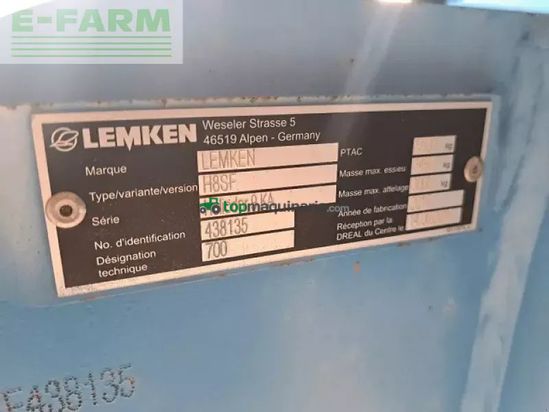 E-FARM
LEMKEN
Weseler Strasse 5
46519 Alpen - Germany
Marque LEMKEN
Type/variante/version H8SF
Série 9 KA
topmaquinaria.com
No. d'identification 438135
Désignation technique 700
PTAC kg
Masse max. essieu kg
Masse max. attelage kg
Année de fabrication
Réception par la
DREAL du Centre le
F438135